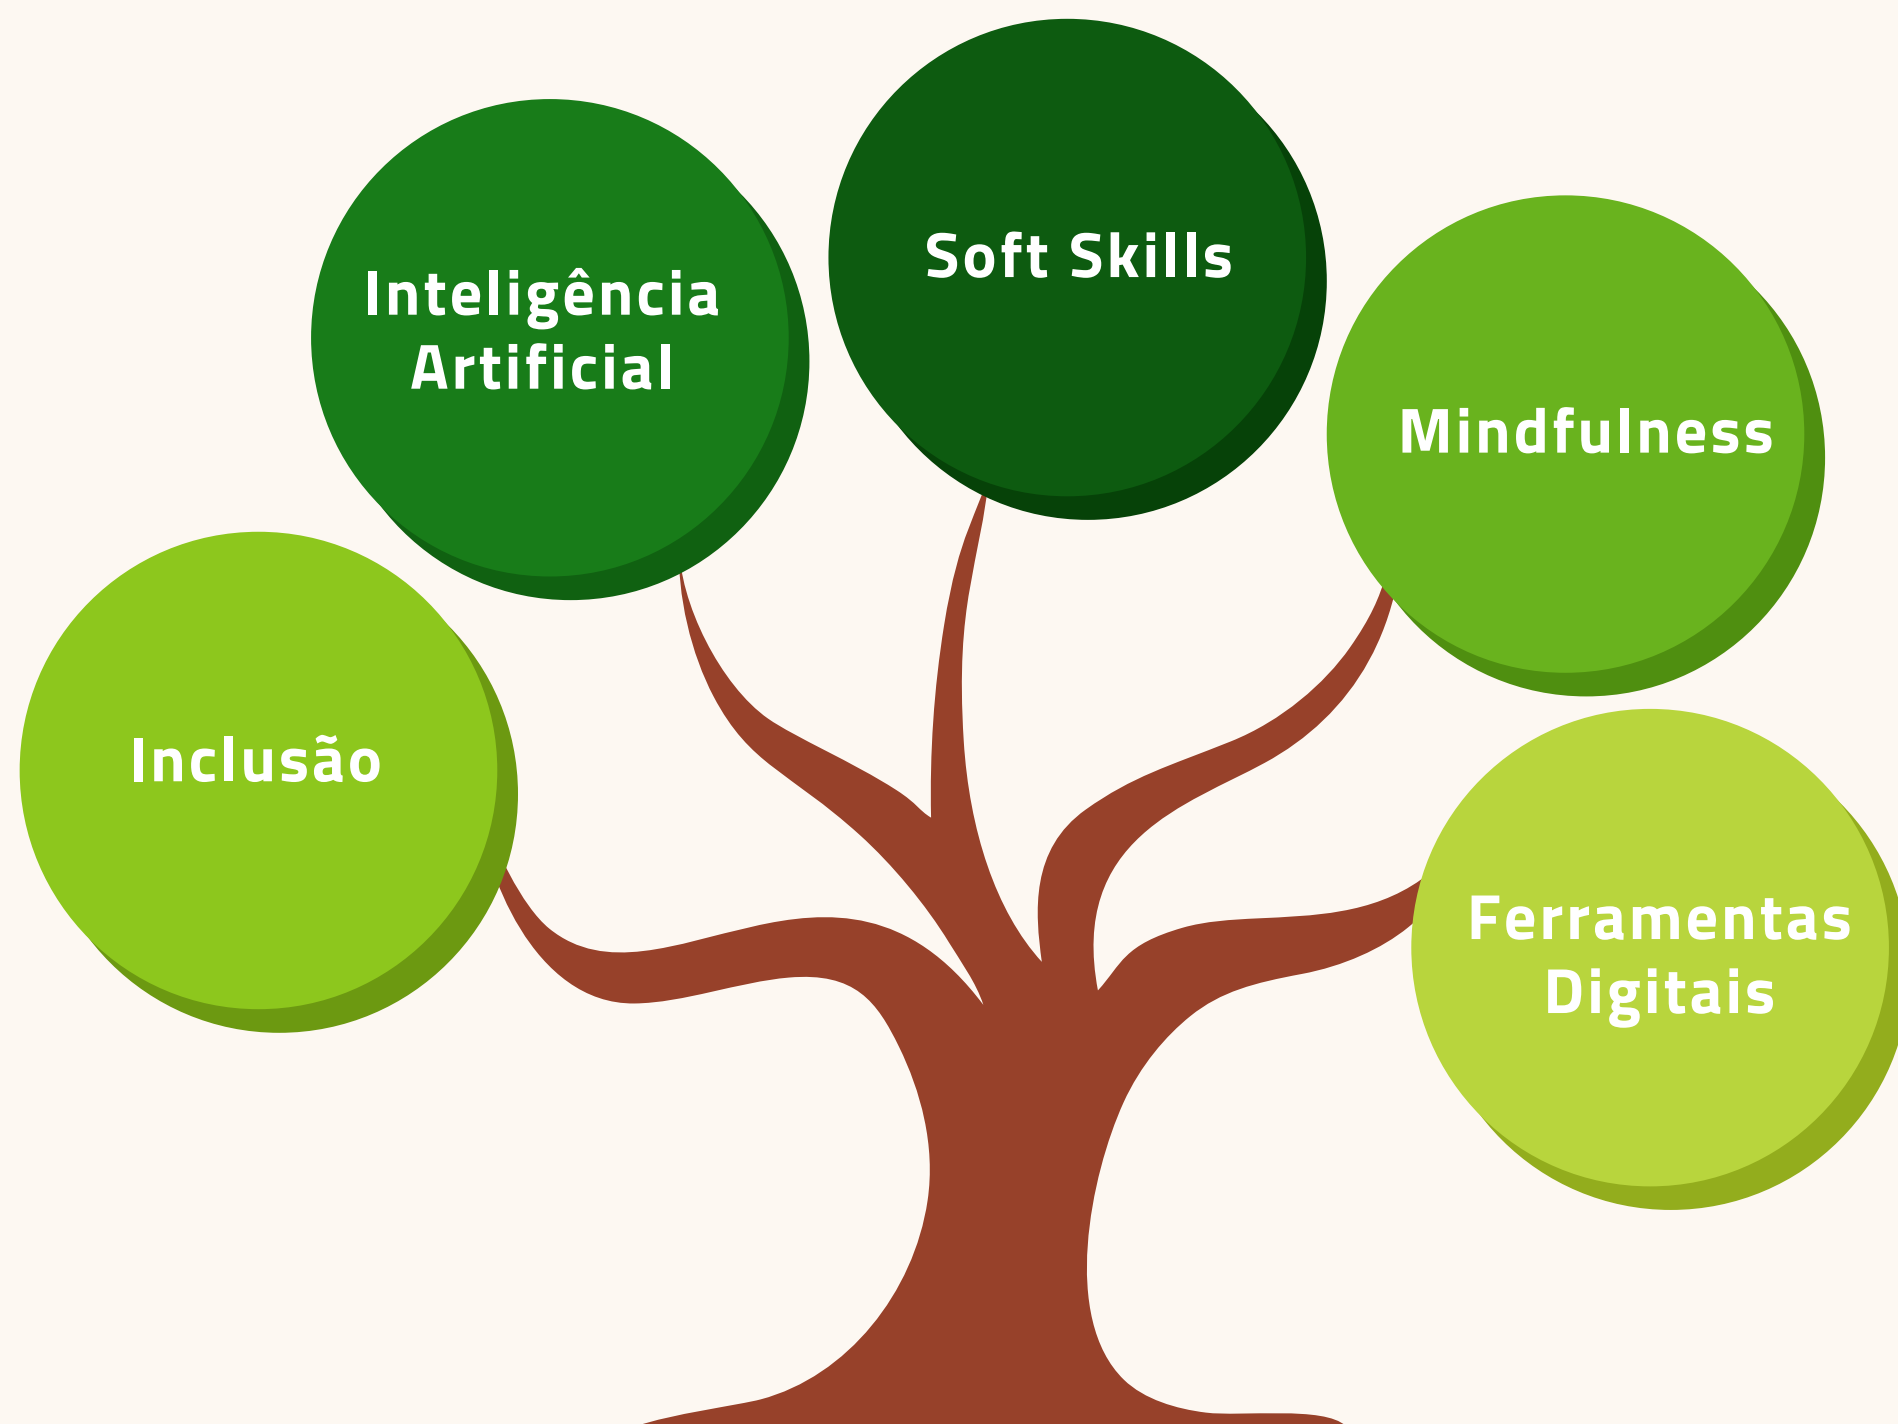 Soft Skills
Inteligência
Artificial
Mindfulness
Inclusão
Ferramentas
Digitais